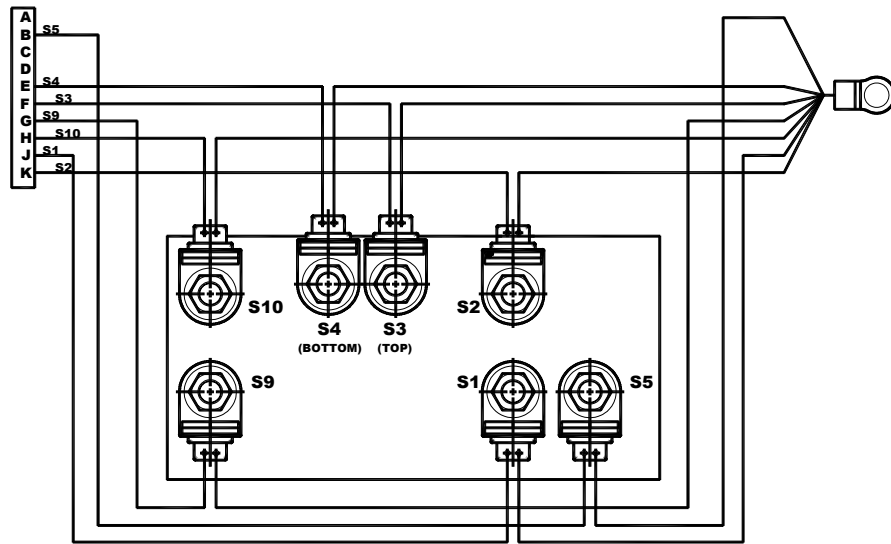 A
B S5
C
D
E S4
F S3
G S9
H S10
J S1
K S2
S10
S4
(BOTTOM)
S3
(TOP)
S2
S9
S1
S5